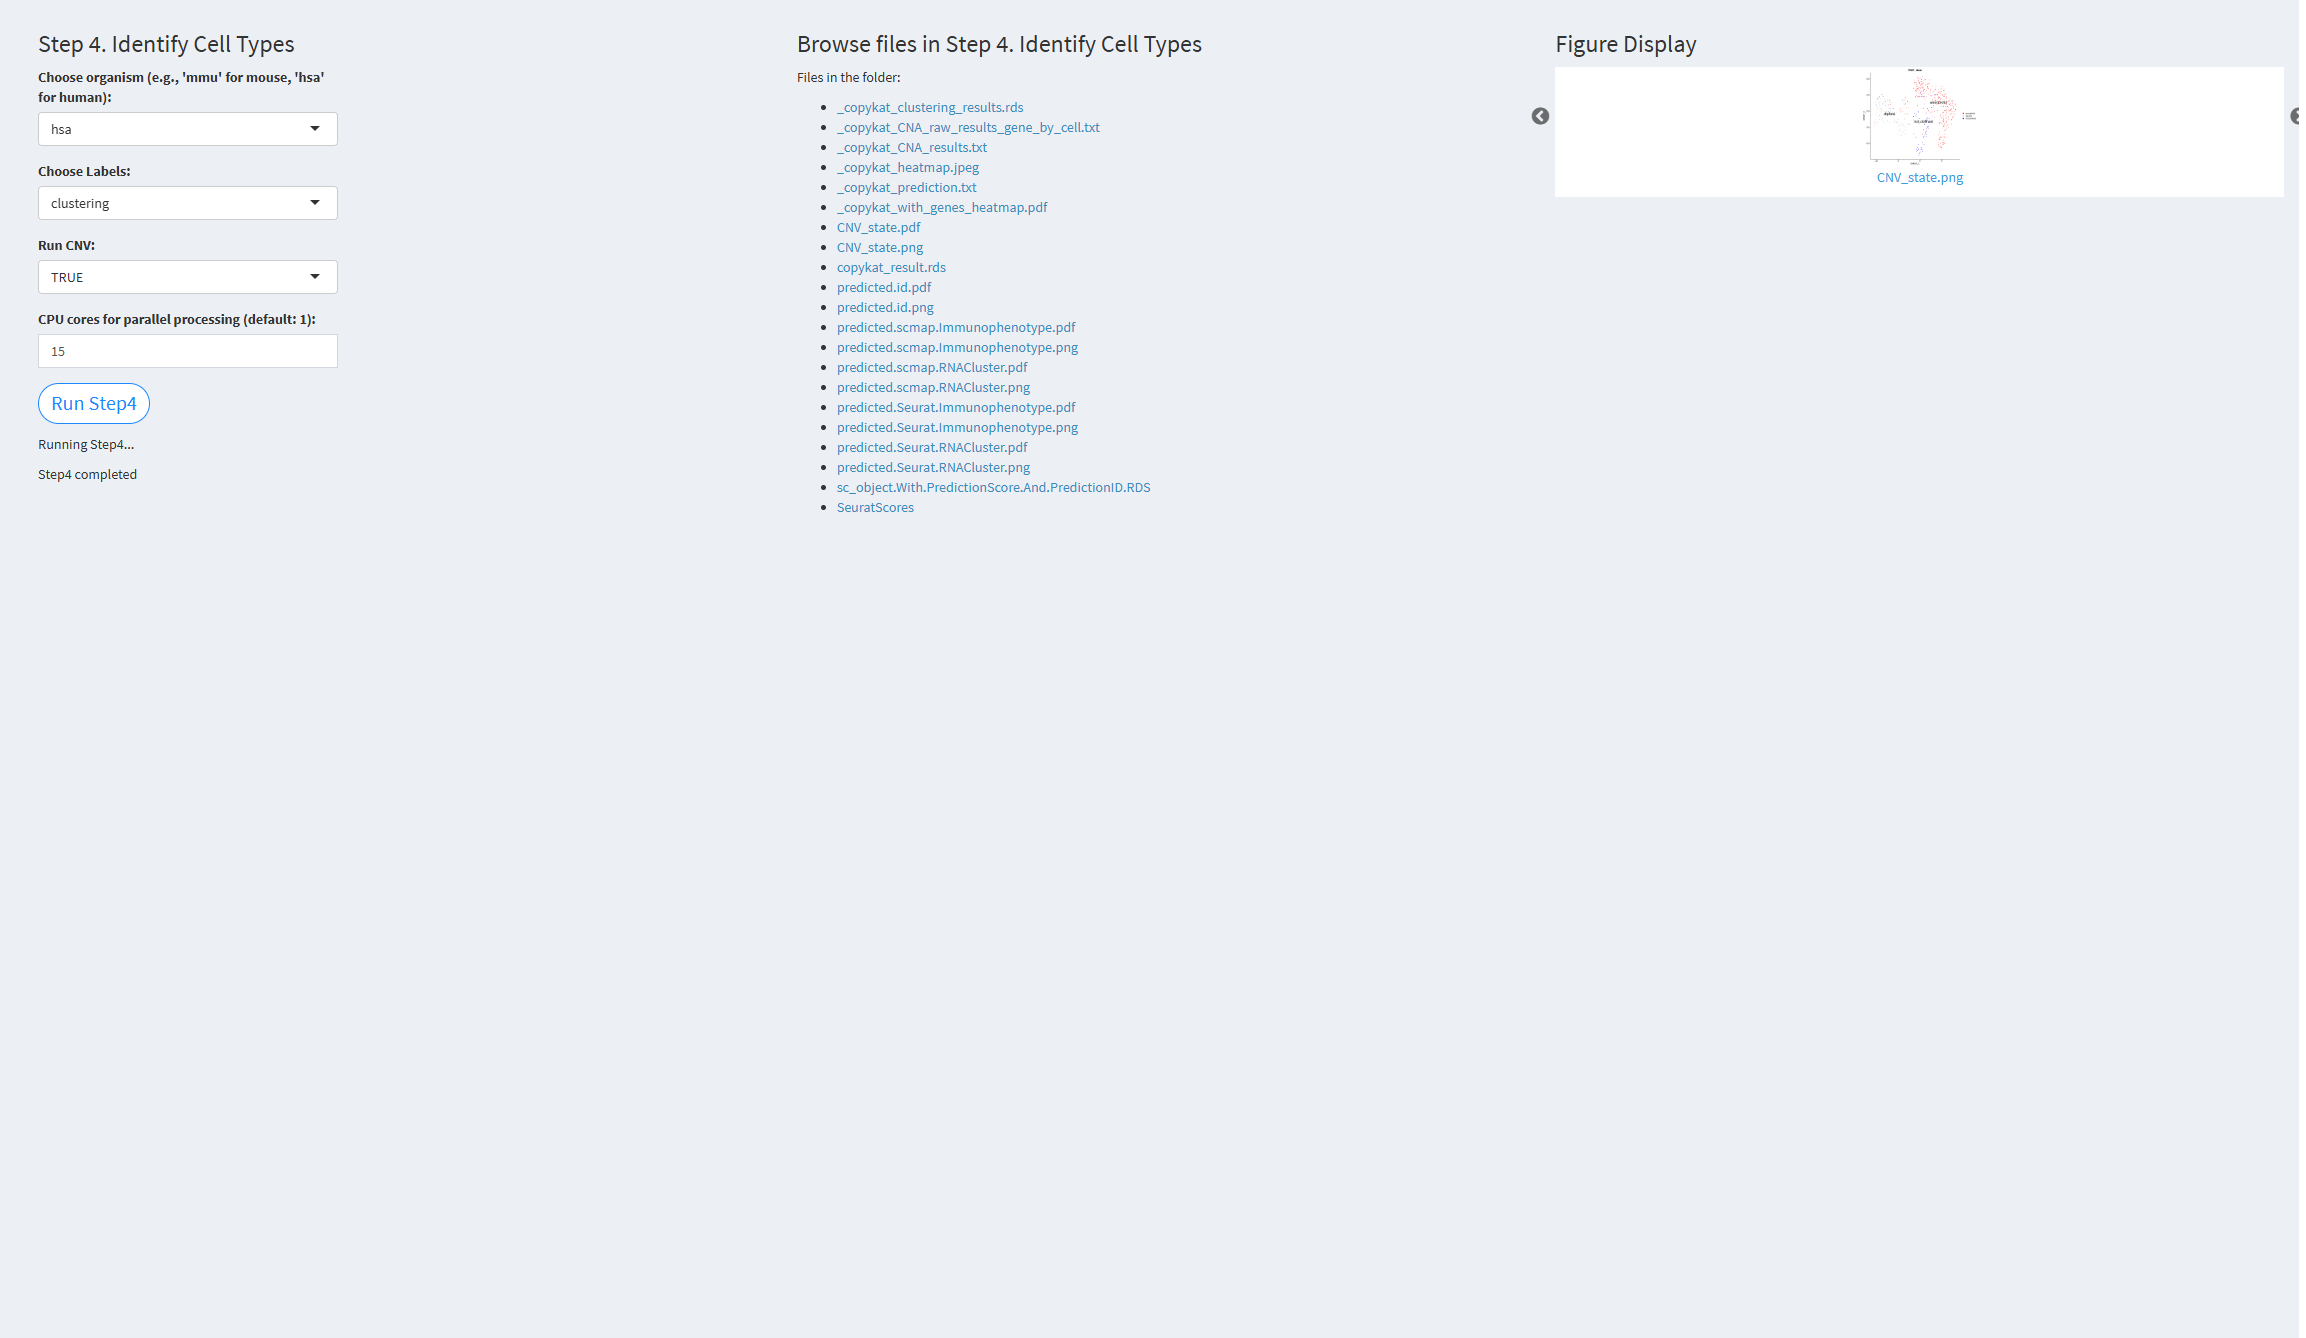 Step 4. Identify Cell Types
Choose organism (e.g., 'mmu' for mouse, 'hsa'
for human):
hsa
Choose Labels:
clustering
Run CNV:
TRUE
CPU cores for parallel processing (default: 1):
15
Run Step4
Running Step4...
Step4 completed
Browse files in Step 4. Identify Cell Types
Files in the folder:
_copykat_clustering_results.rds
_copykat_CNA_raw_results_gene_by_cell.txt
_copykat_CNA_results.txt
_copykat_heatmap.jpeg
_copykat_prediction.txt
_copykat_with_genes_heatmap.pdf
CNV_state.pdf
CNV_state.png
copykat_result.rds
predicted.id.pdf
predicted.id.png
predicted.scmap.Immunophenotype.pdf
predicted.scmap.Immunophenotype.png
predicted.scmap.RNACluster.pdf
predicted.scmap.RNACluster.png
predicted.Seurat.Immunophenotype.pdf
predicted.Seurat.Immunophenotype.png
predicted.Seurat.RNACluster.pdf
predicted.Seurat.RNACluster.png
sc_object.With.PredictionScore.And.PredictionID.RDS
SeuratScores
Figure Display
CNV_state.png